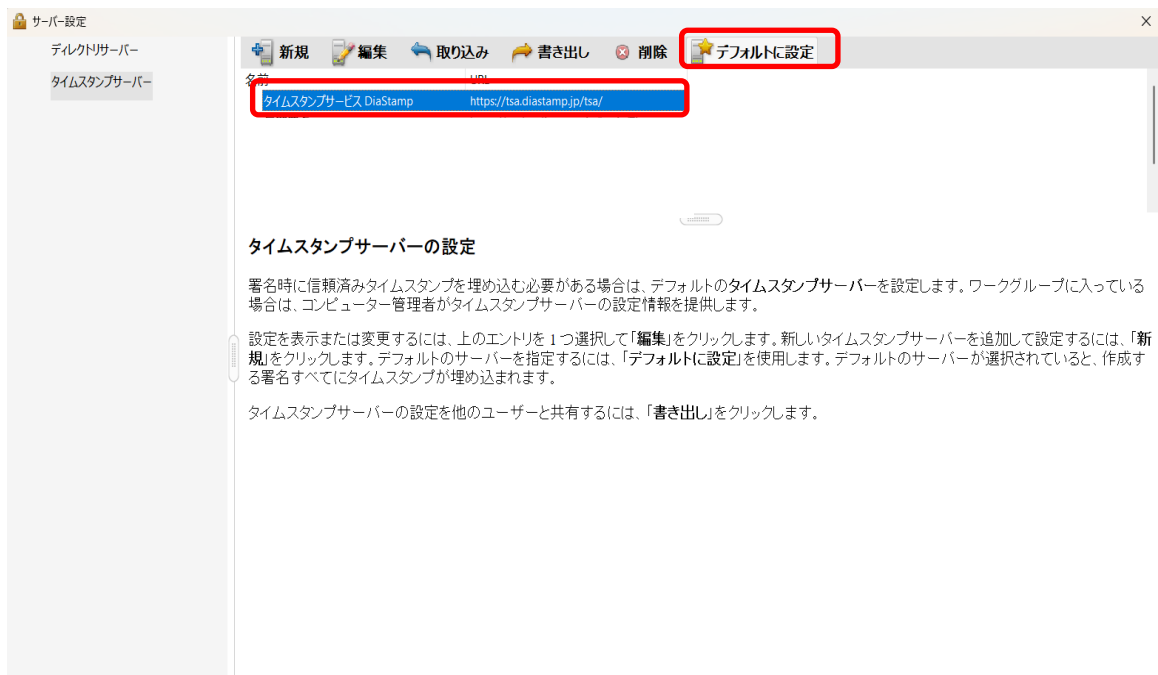 サーバー設定
ディレクトリサーバー
タイムスタンプサーバー
新規 編集 取り込み 書き出し 削除 デフォルトに設定
名前 URL
タイムスタンプサービス DiaStamp https://tsa.diastamp.jp/tsa/
タイムスタンプサーバーの設定
署名時に信頼済みタイムスタンプを埋め込む必要がある場合は、デフォルトのタイムスタンプサーバーを設定します。ワークグループに入っている
場合は、コンピューター管理者がタイムスタンプサーバーの設定情報を提供します。
設定を表示または変更するには、上のエントリを 1 つ選択して「編集」をクリックします。新しいタイムスタンプサーバーを追加して設定するには、「新
規」をクリックします。デフォルトのサーバーを指定するには、「デフォルトに設定」を使用します。デフォルトのサーバーが選択されていると、作成す
る署名すべてにタイムスタンプが埋め込まれます。
タイムスタンプサーバーの設定を他のユーザーと共有するには、「書き出し」をクリックします。